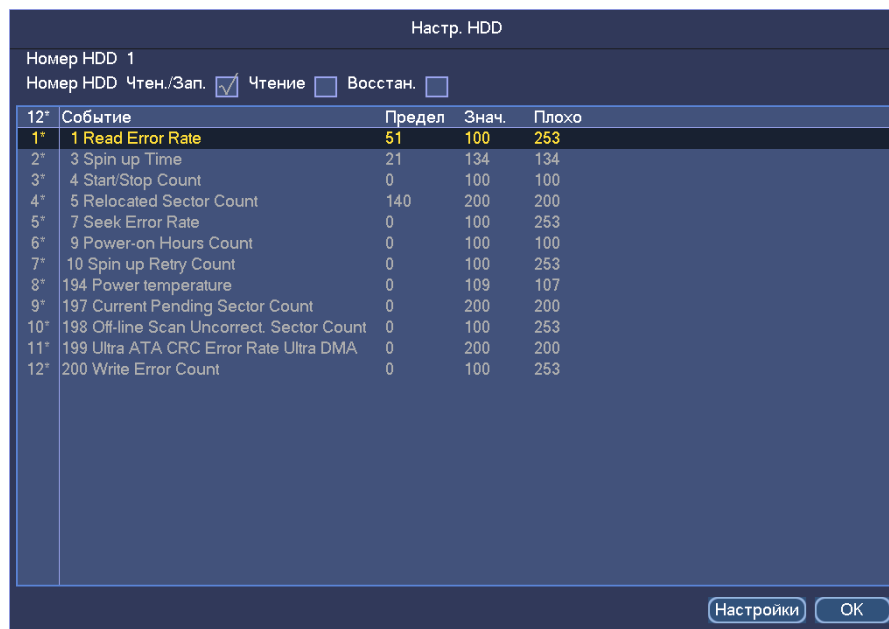 Настр. HDD
Номер HDD 1
Номер HDD Чтен./Зап. Чтение Восстан.
12* Событие Предел Знач. Плохо
1* 1 Read Error Rate 51 100 253
2* 3 Spin up Time 21 134 134
3* 4 Start/Stop Count 0 100 100
4* 5 Relocated Sector Count 140 200 200
5* 7 Seek Error Rate 0 100 253
6* 9 Power-on Hours Count 0 100 100
7* 10 Spin up Retry Count 0 100 253
8* 194 Power temperature 0 109 107
9* 197 Current Pending Sector Count 0 200 200
10* 198 Off-line Scan Uncorrect. Sector Count 0 100 253
11* 199 Ultra ATA CRC Error Rate Ultra DMA 0 200 200
12* 200 Write Error Count 0 100 253
Настройки OK